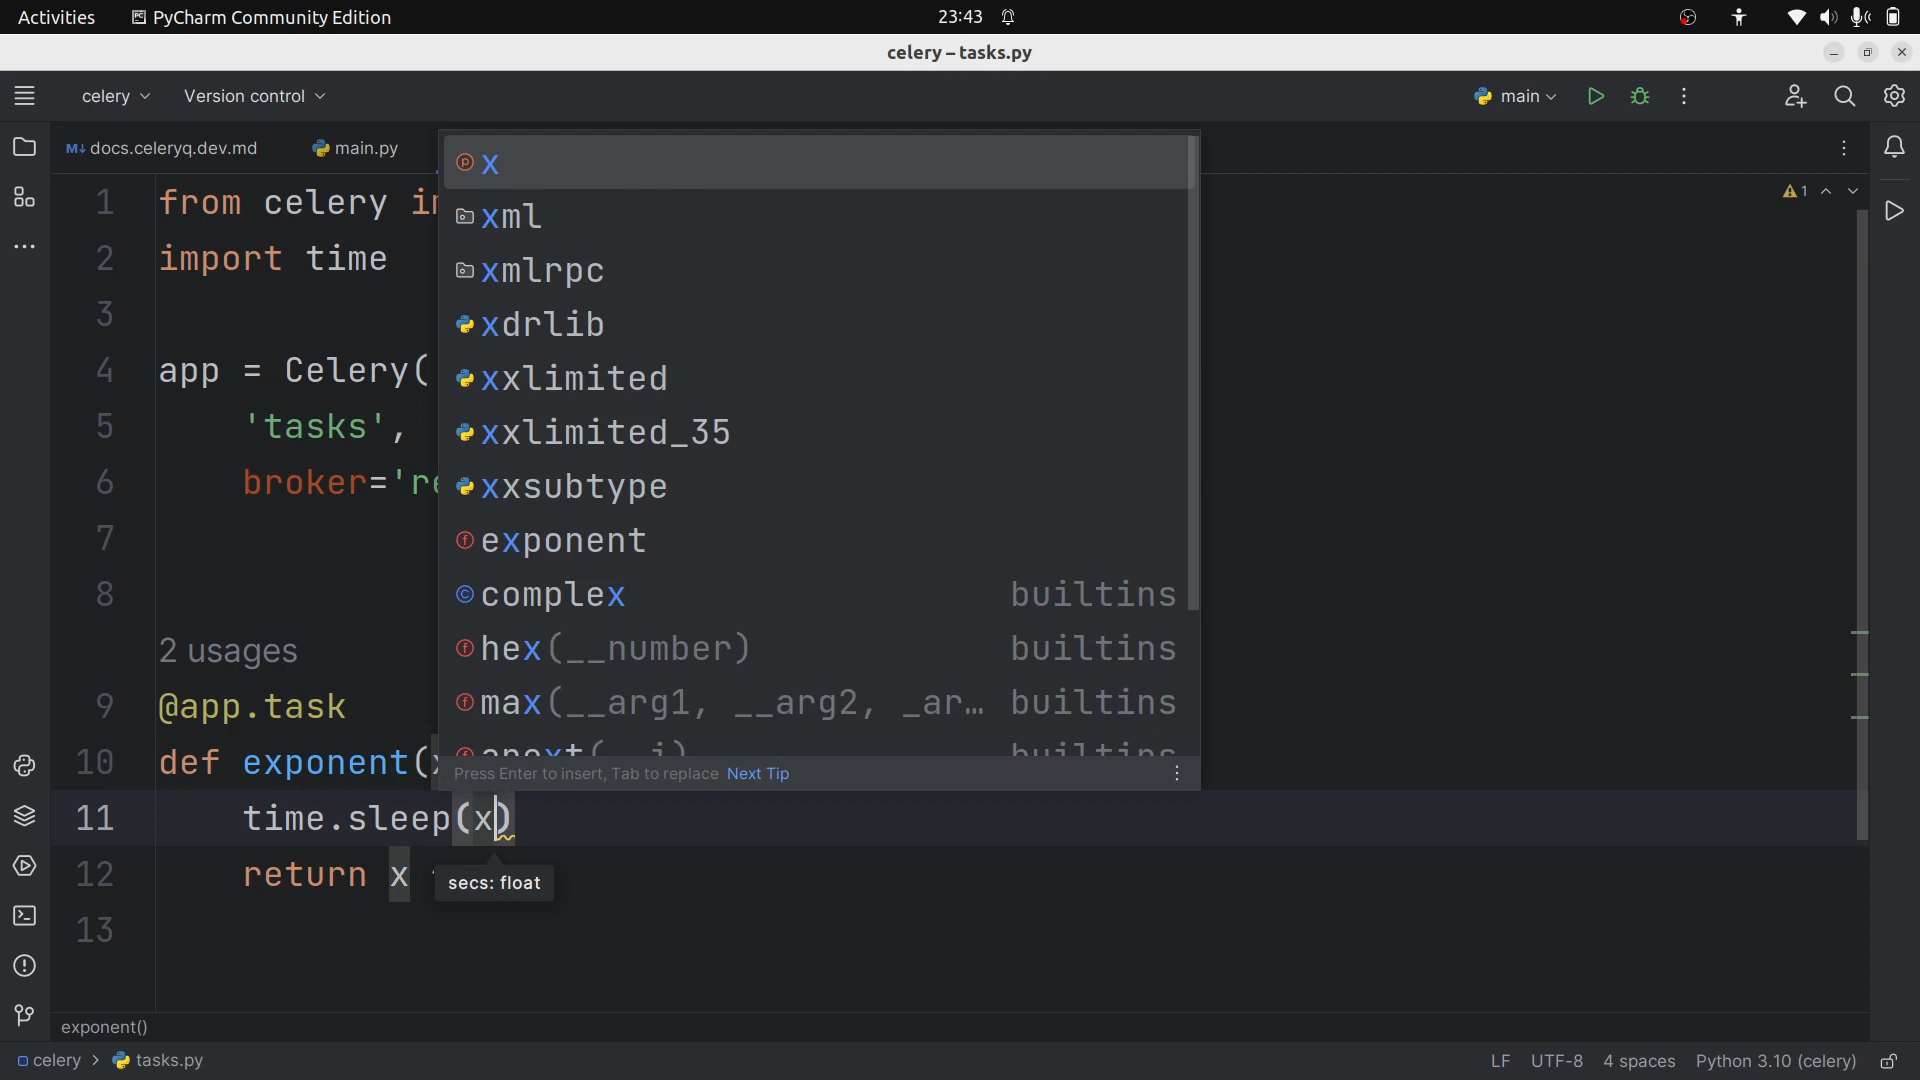 Activities PyCharm Community Edition 23:43
celery – tasks.py
celery Version control main
docs.celeryq.dev.md main.py
x
xml
xmlrpc
xdrlib
xxlimited
xxlimited_35
xxsubtype
exponent
complex builtins
hex(__number) builtins
max(__arg1, __arg2, _ar… builtins
Press Enter to insert, Tab to replace Next Tip
1
1 from celery
2 import time
3
4 app = Celery(
5 'tasks',
6 broker='re
7
8
2 usages
9 @app.task
10 def exponent(x
11 time.sleep(x)
12 return x
secs: float
13
exponent()
celery > tasks.py LF UTF-8 4 spaces Python 3.10 (celery)